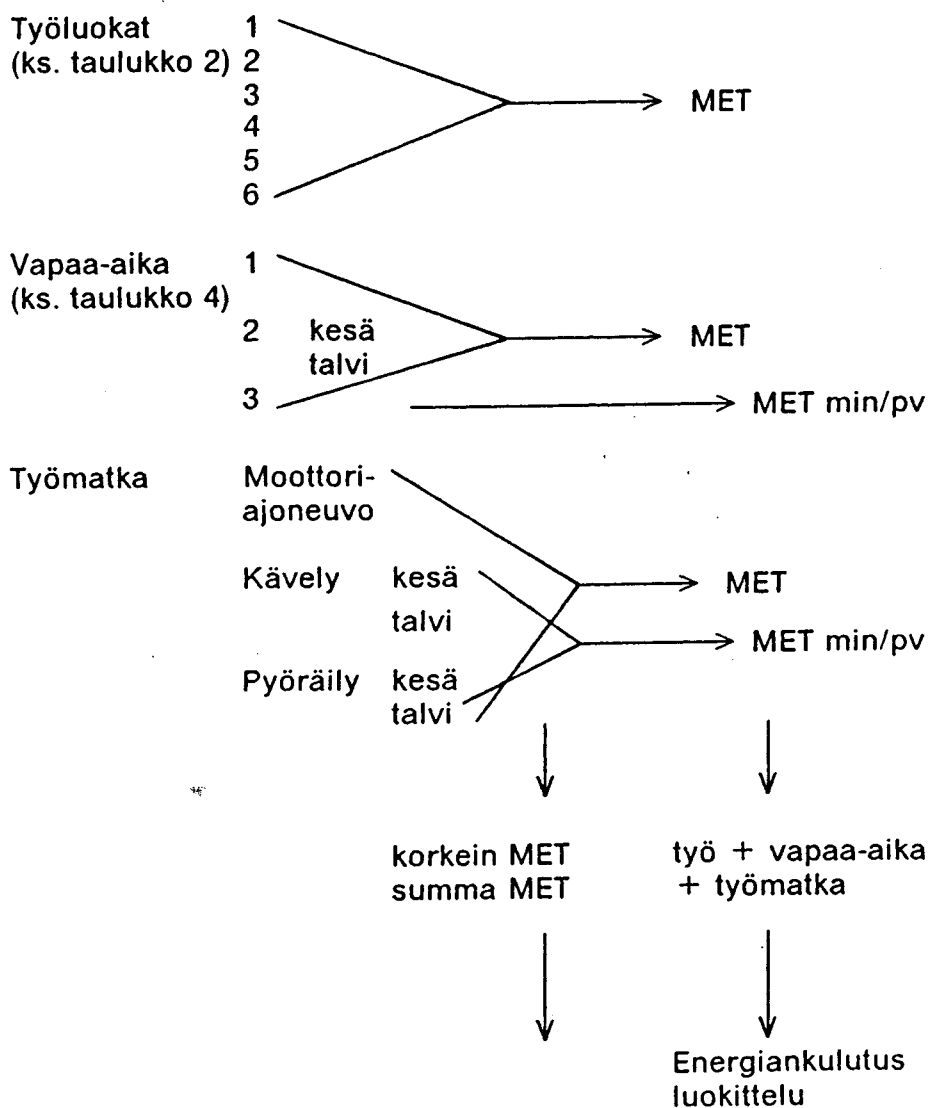 Työluokat 1
(ks. taulukko 2) 2
3 MET
4
5
6
Vapaa-aika 1
(ks. taulukko 4)
2 kesä MET
talvi
3 MET min/pv
Työmatka Moottori-
ajoneuvo
Kävely kesä MET
talvi
MET min/pv
Pyöräily kesä
talvi
korkein MET työ + vapaa-aika
summa MET + työmatka
Energiankulutus
luokittelu